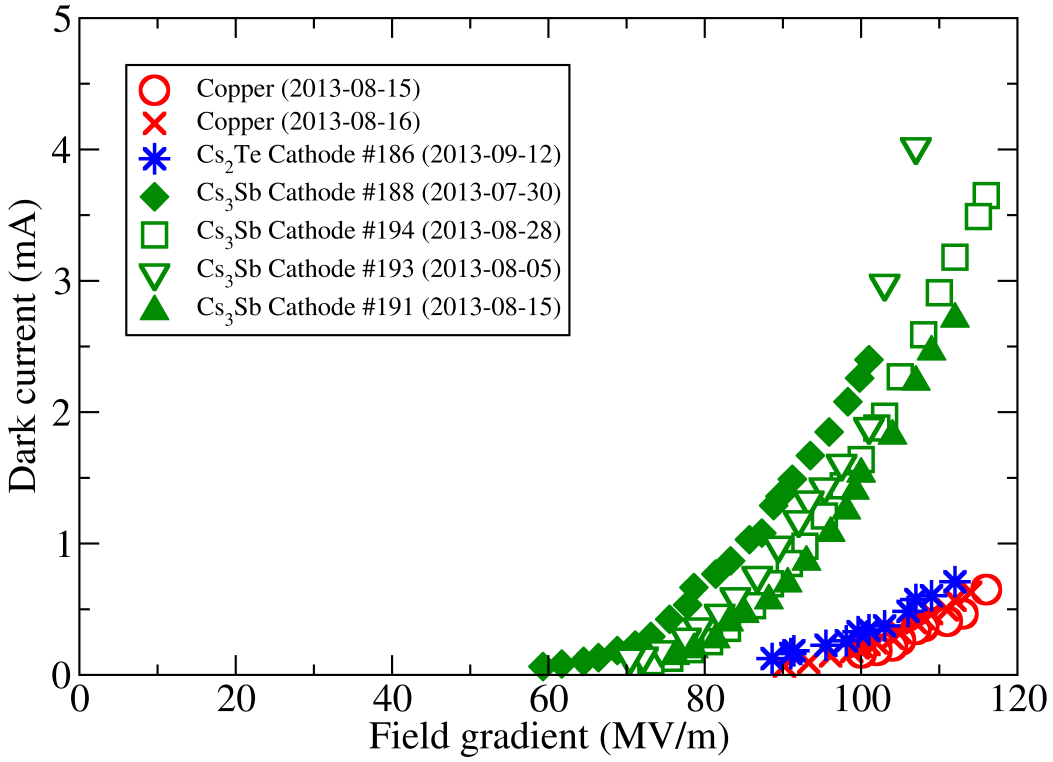 5
4
3
2
1
0
Dark current (mA)
Copper (2013-08-15)
Copper (2013-08-16)
Cs₂Te Cathode #186 (2013-09-12)
Cs₃Sb Cathode #188 (2013-07-30)
Cs₃Sb Cathode #194 (2013-08-28)
Cs₃Sb Cathode #193 (2013-08-05)
Cs₃Sb Cathode #191 (2013-08-15)
0 20 40 60 80 100 120
Field gradient (MV/m)